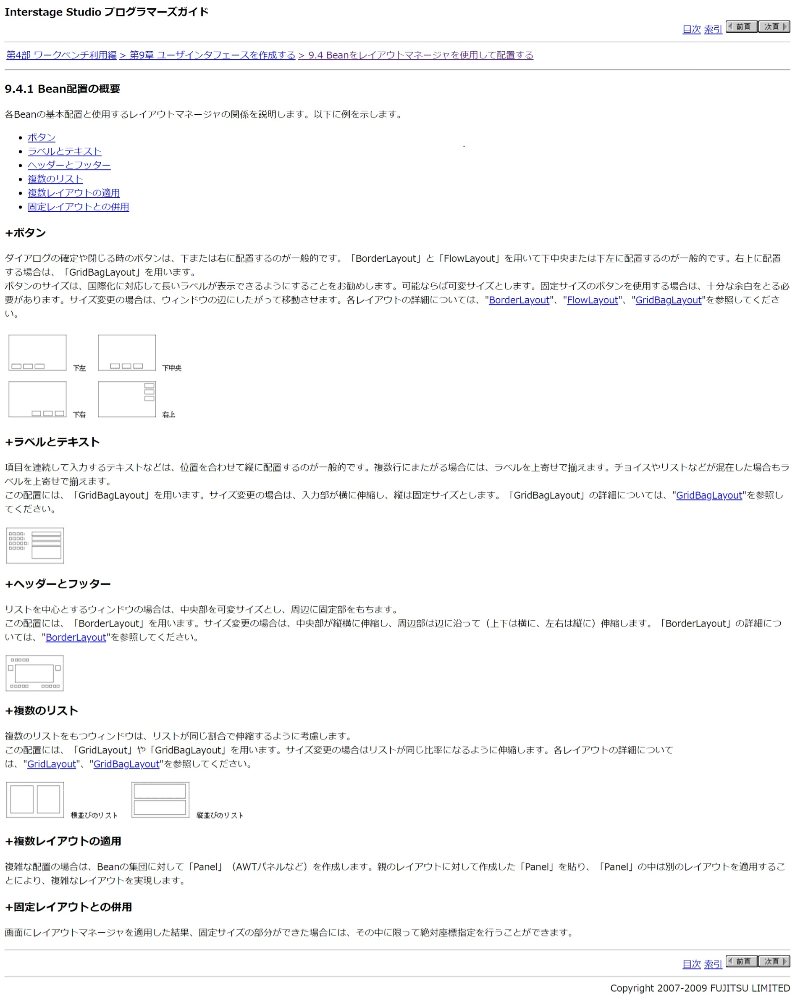 Interstage Studio プログラマーズガイド
目次 索引 前頁 次頁
第4部 ワークベンチ利用編 > 第9章 ユーザインタフェースを作成する > 9.4 Beanをレイアウトマネージャを使用して配置する
9.4.1 Bean配置の概要
各Beanの基本配置と使用するレイアウトマネージャの関係を説明します。以下に例を示します。
• ボタン
• ラベルとテキスト
• ヘッダーとフッター
• 複数のリスト
• 複数レイアウトの適用
• 固定レイアウトとの併用
+ボタン
ダイアログの確定や閉じる時のボタンは、下または右に配置するのが一般的です。「BorderLayout」と「FlowLayout」を用いて下中央または下左に配置するのが一般的です。右上に配置
する場合は、「GridBagLayout」を用います。
ボタンのサイズは、国際化に対応して長いラベルが表示できるようにすることをお勧めします。可能ならば可変サイズとします。固定サイズのボタンを使用する場合は、十分な余白をとる必
要があります。サイズ変更の場合は、ウィンドウの辺にしたがって移動させます。各レイアウトの詳細については、"BorderLayout"、"FlowLayout"、"GridBagLayout"を参照してくださ
い。
下左 下中央
下右 右上
+ラベルとテキスト
項目を連続して入力するテキストなどは、位置を合わせて縦に配置するのが一般的です。複数行にまたがる場合には、ラベルを上寄せで揃えます。チョイスやリストなどが混在した場合もラ
ベルを上寄せで揃えます。
この配置には、「GridBagLayout」を用います。サイズ変更の場合は、入力部が横に伸縮し、縦は固定サイズとします。「GridBagLayout」の詳細については、"GridBagLayout"を参照し
てください。
+ヘッダーとフッター
リストを中心とするウィンドウの場合は、中央部を可変サイズとし、周辺に固定部をもちます。
この配置には、「BorderLayout」を用います。サイズ変更の場合は、中央部が縦横に伸縮し、周辺部は辺に沿って（上下は横に、左右は縦に）伸縮します。「BorderLayout」の詳細につ
いては、"BorderLayout"を参照してください。
+複数のリスト
複数のリストをもつウィンドウは、リストが同じ割合で伸縮するように考慮します。
この配置には、「GridLayout」や「GridBagLayout」を用います。サイズ変更の場合はリストが同じ比率になるように伸縮します。各レイアウトの詳細について
は、"GridLayout"、"GridBagLayout"を参照してください。
横並びのリスト 縦並びのリスト
+複数レイアウトの適用
複雑な配置の場合は、Beanの集団に対して「Panel」（AWTパネルなど）を作成します。親のレイアウトに対して作成した「Panel」を貼り、「Panel」の中は別のレイアウトを適用するこ
とにより、複雑なレイアウトを実現します。
+固定レイアウトとの併用
画面にレイアウトマネージャを適用した結果、固定サイズの部分ができた場合には、その中に限って絶対座標指定を行うことができます。
目次 索引 前頁 次頁
Copyright 2007-2009 FUJITSU LIMITED